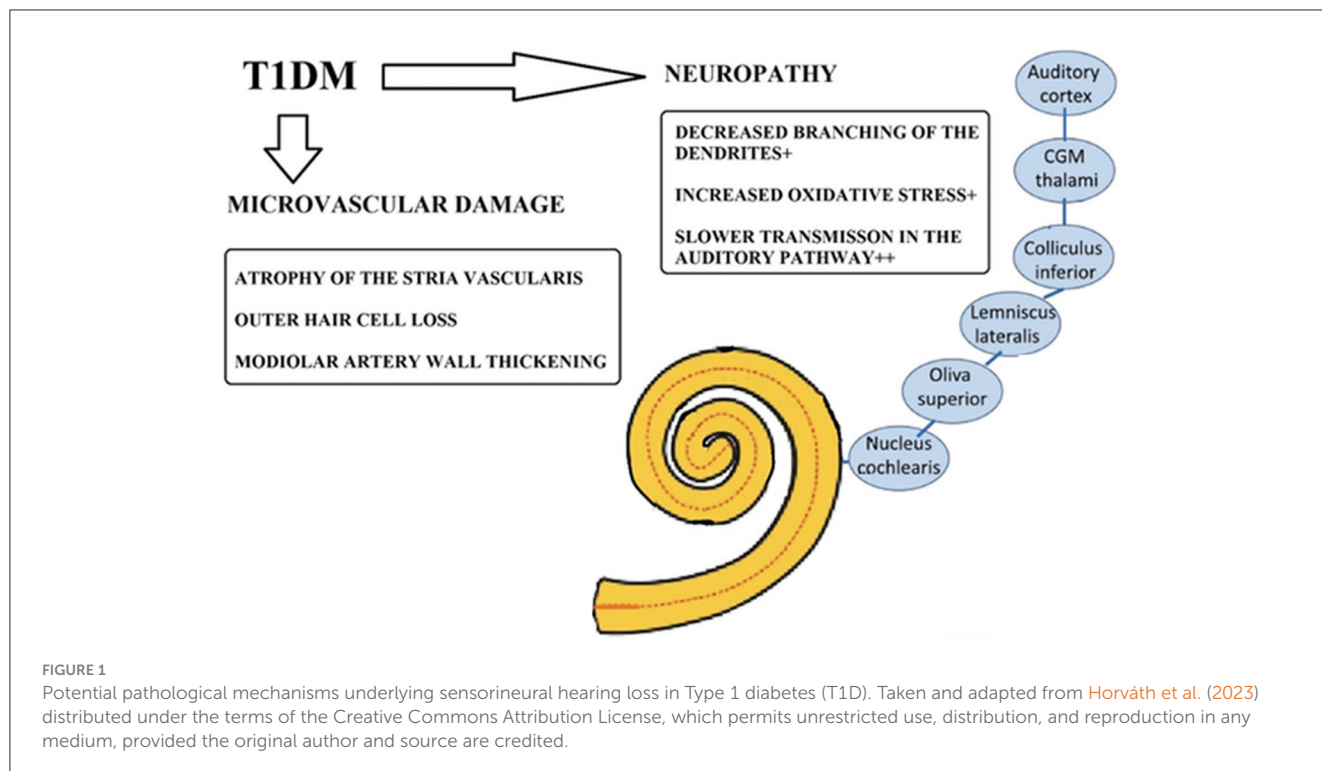 T1DM
NEUROPATHY
DECREASED BRANCHING OF THE
DENDRITES+
INCREASED OXIDATIVE STRESS+
SLOWER TRANSMISSON IN THE
AUDITORY PATHWAY++
MICROVASCULAR DAMAGE
ATROPHY OF THE STRIA VASCULARIS
OUTER HAIR CELL LOSS
MODIOLAR ARTERY WALL THICKENING
Auditory
cortex
CGM
thalami
Colliculus
inferior
Lemniscus
lateralis
Oliva
superior
Nucleus
cochlearis
FIGURE 1
Potential pathological mechanisms underlying sensorineural hearing loss in Type 1 diabetes (T1D). Taken and adapted from Horváth et al. (2023)
distributed under the terms of the Creative Commons Attribution License, which permits unrestricted use, distribution, and reproduction in any
medium, provided the original author and source are credited.